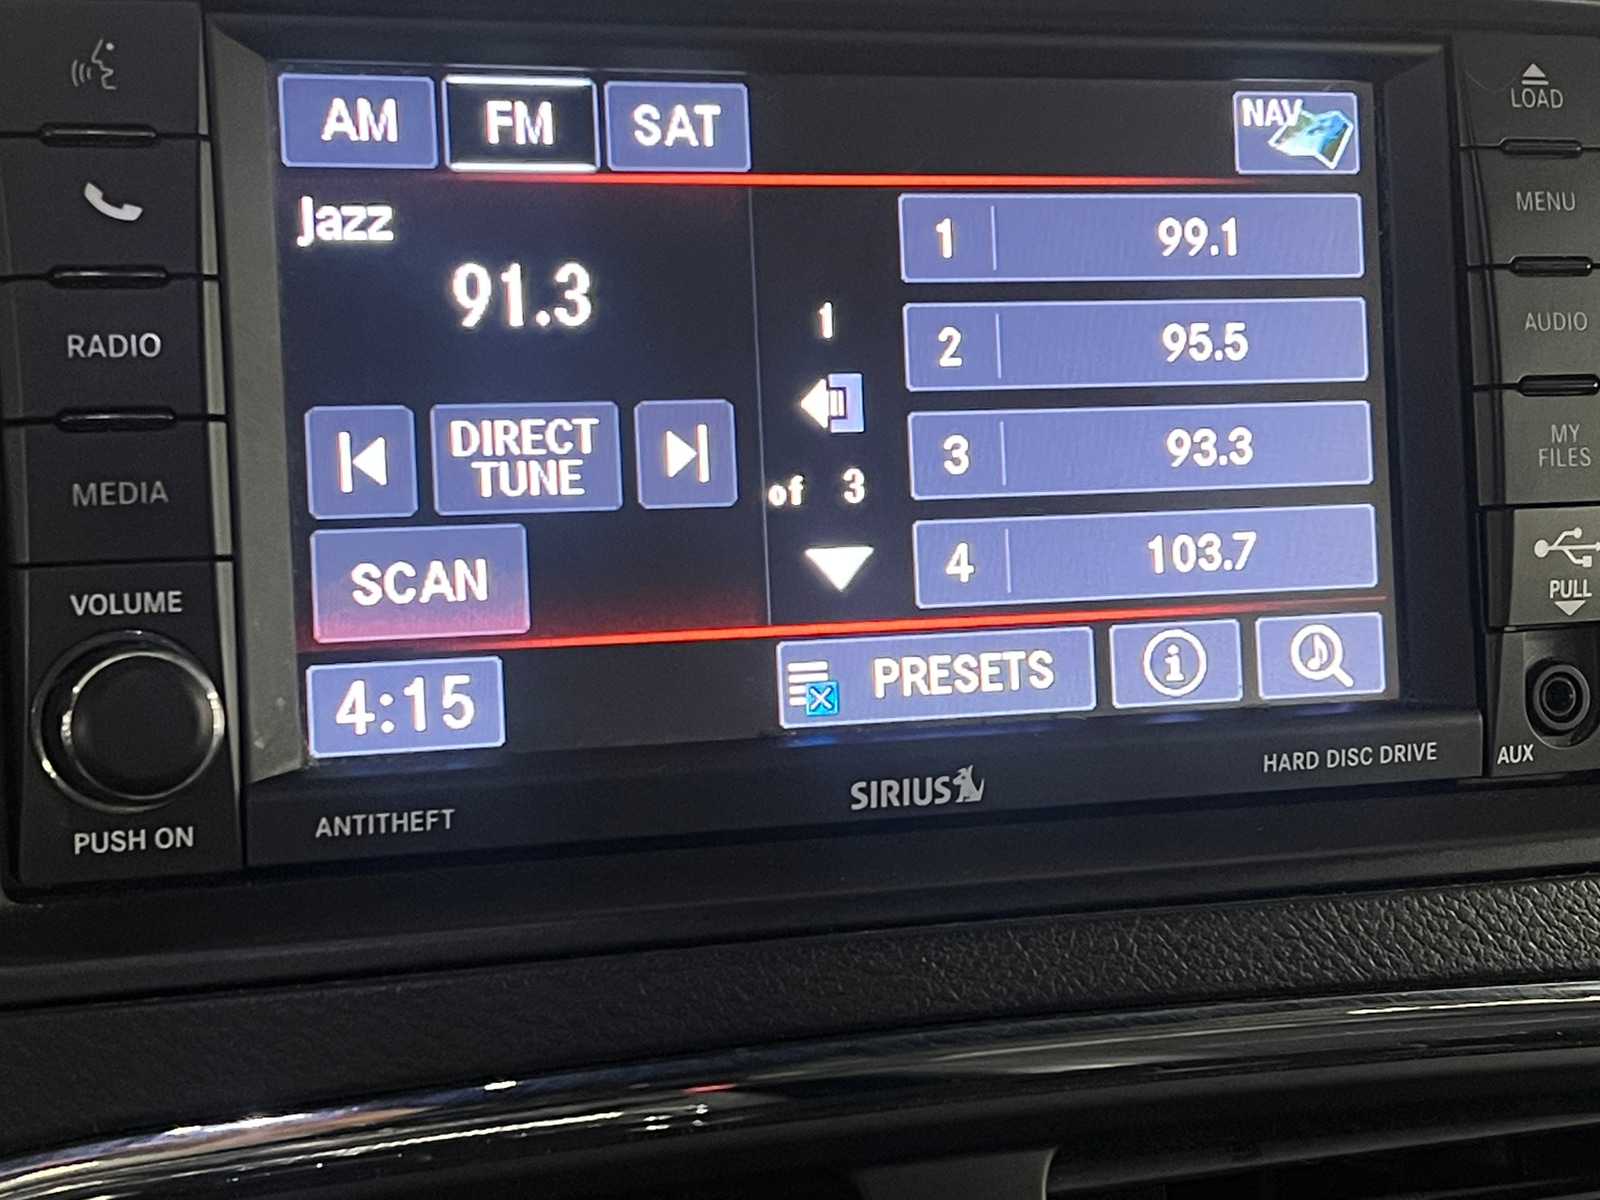 AM FM SAT NAV
LOAD
Jazz
91.3
1 99.1
MENU
1
2 95.5
RADIO
AUDIO
DIRECT
TUNE
of 3
3 93.3
MY
FILES
MEDIA
SCAN
4 103.7
PULL
VOLUME
4:15
PRESETS
i
AUX
HARD DISC DRIVE
SIRIUS
ANTITHEFT
PUSH ON